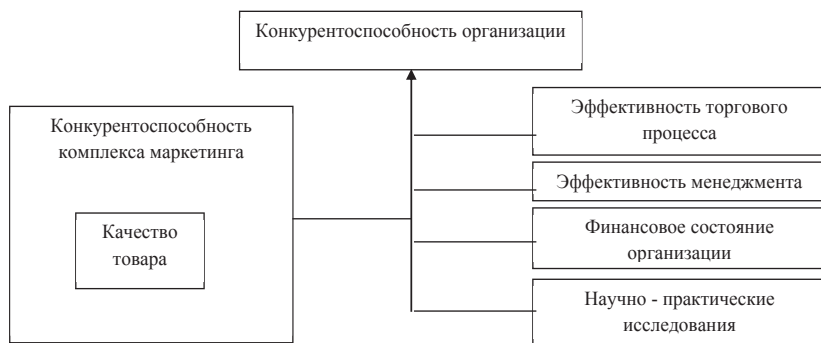 Конкурентоспособность организации
Конкурентоспособность
комплекса маркетинга
Качество
товара
Эффективность торгового
процесса
Эффективность менеджмента
Финансовое состояние
организации
Научно - практические
исследования